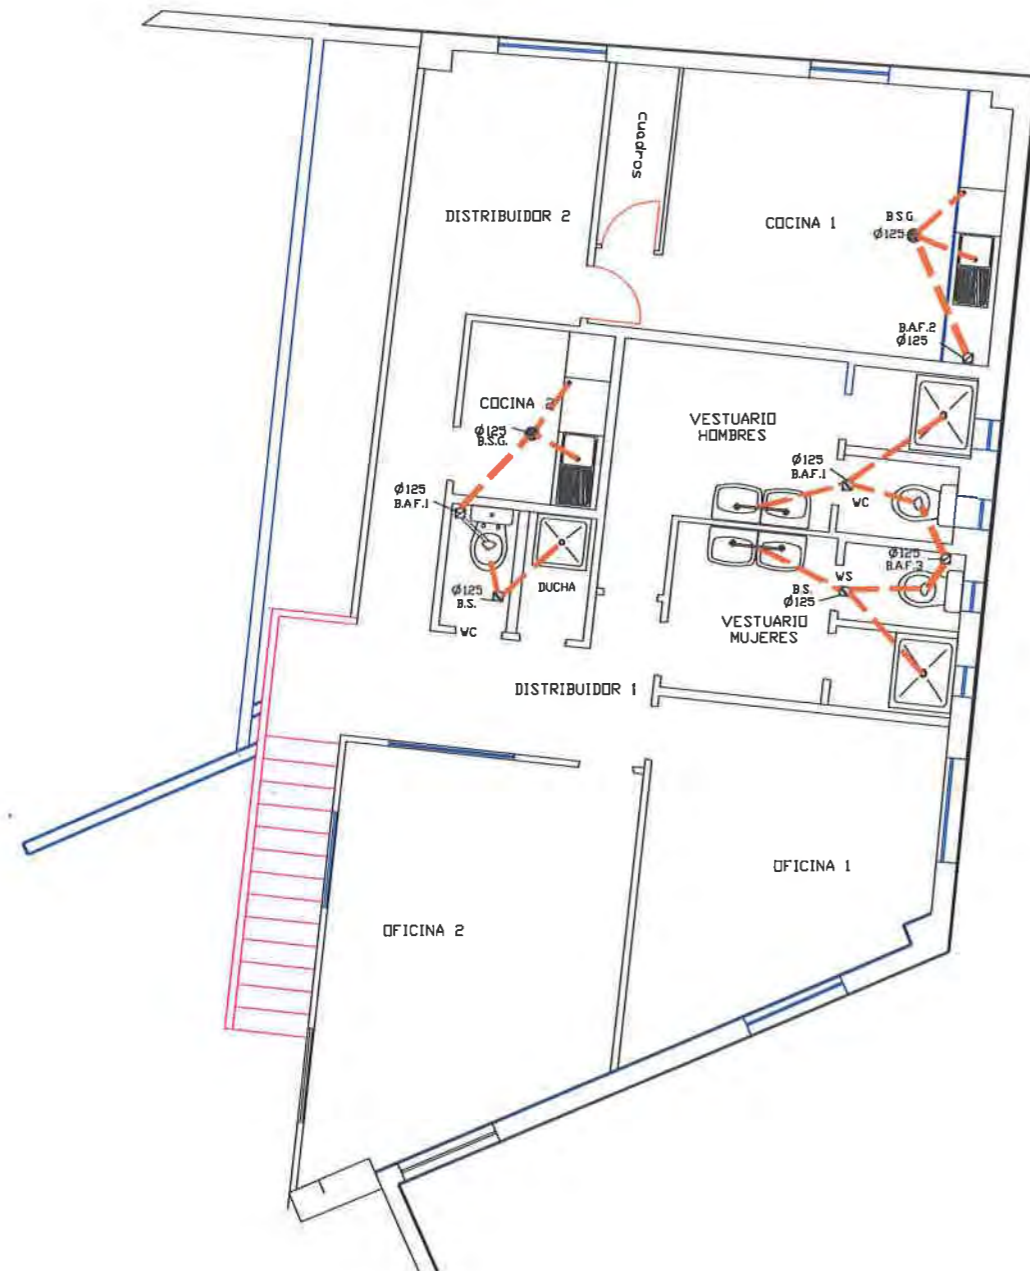 cuadros
DISTRIBUIDOR 2
COCINA 1
B.S.G.
Ø125
B.A.F.2
Ø125
COCINA 2
Ø125
B.S.G.
VESTUARIO
HOMBRES
Ø125
B.A.F.1
WC
Ø125
B.A.F.1
Ø125
B.A.F.3
WS
B.S.
Ø125
DUCHA
Ø125
B.S.
WC
VESTUARIO
MUJERES
DISTRIBUIDOR 1
OFICINA 1
OFICINA 2